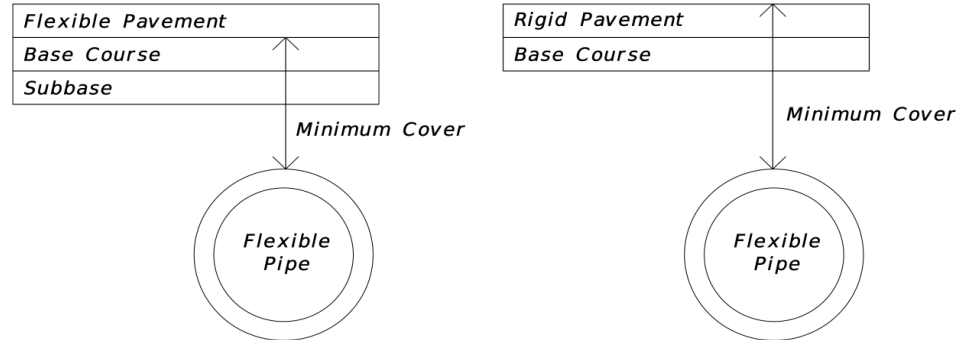 Flexible Pavement
Base Course
Subbase
Minimum Cover
Flexible
Pipe
Rigid Pavement
Base Course
Minimum Cover
Flexible
Pipe